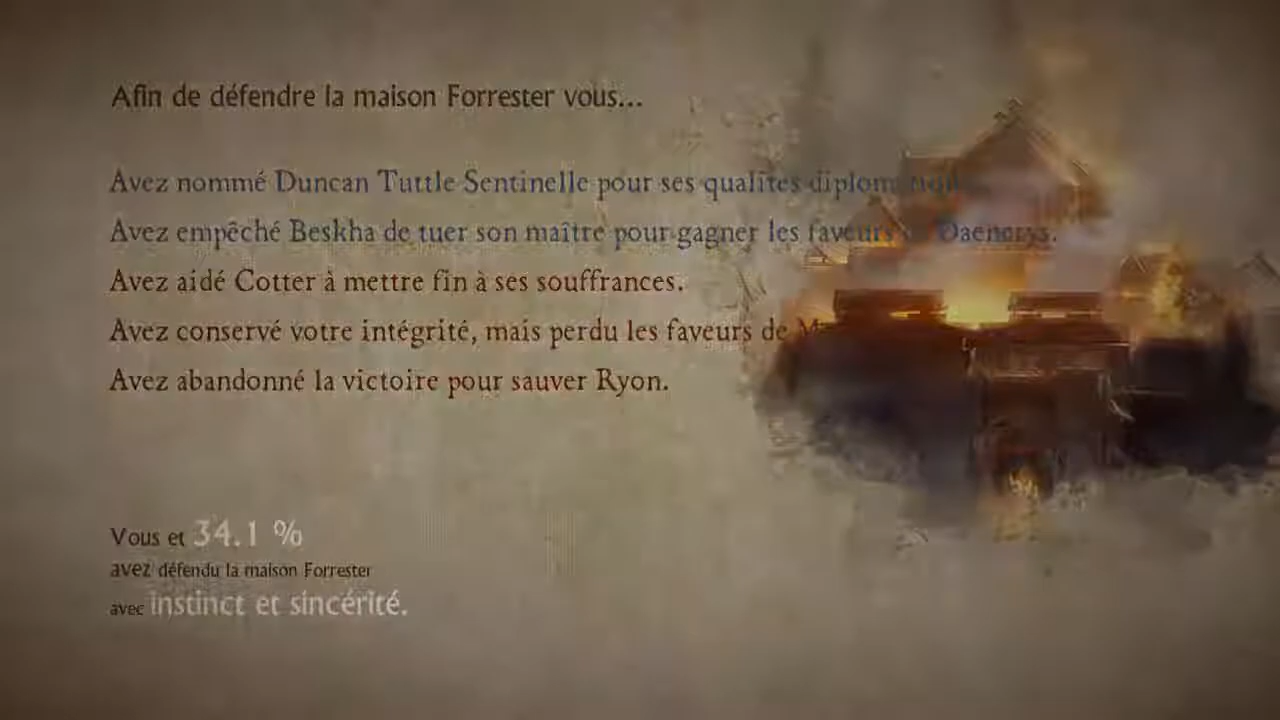 Afin de défendre la maison Forrester vous...
Avez nommé Duncan Tuttle Sentinelle pour ses qualités
Avez empêché Beskha de tuer son maître pour gagner les faveurs de Daenerys.
Avez aidé Cotter à mettre fin à ses souffrances.
Avez conservé votre intégrité, mais perdu les faveurs de
Avez abandonné la victoire pour sauver Ryon.
Vous et 34.1 %
avez défendu la maison Forrester
avec instinct et sincérité.